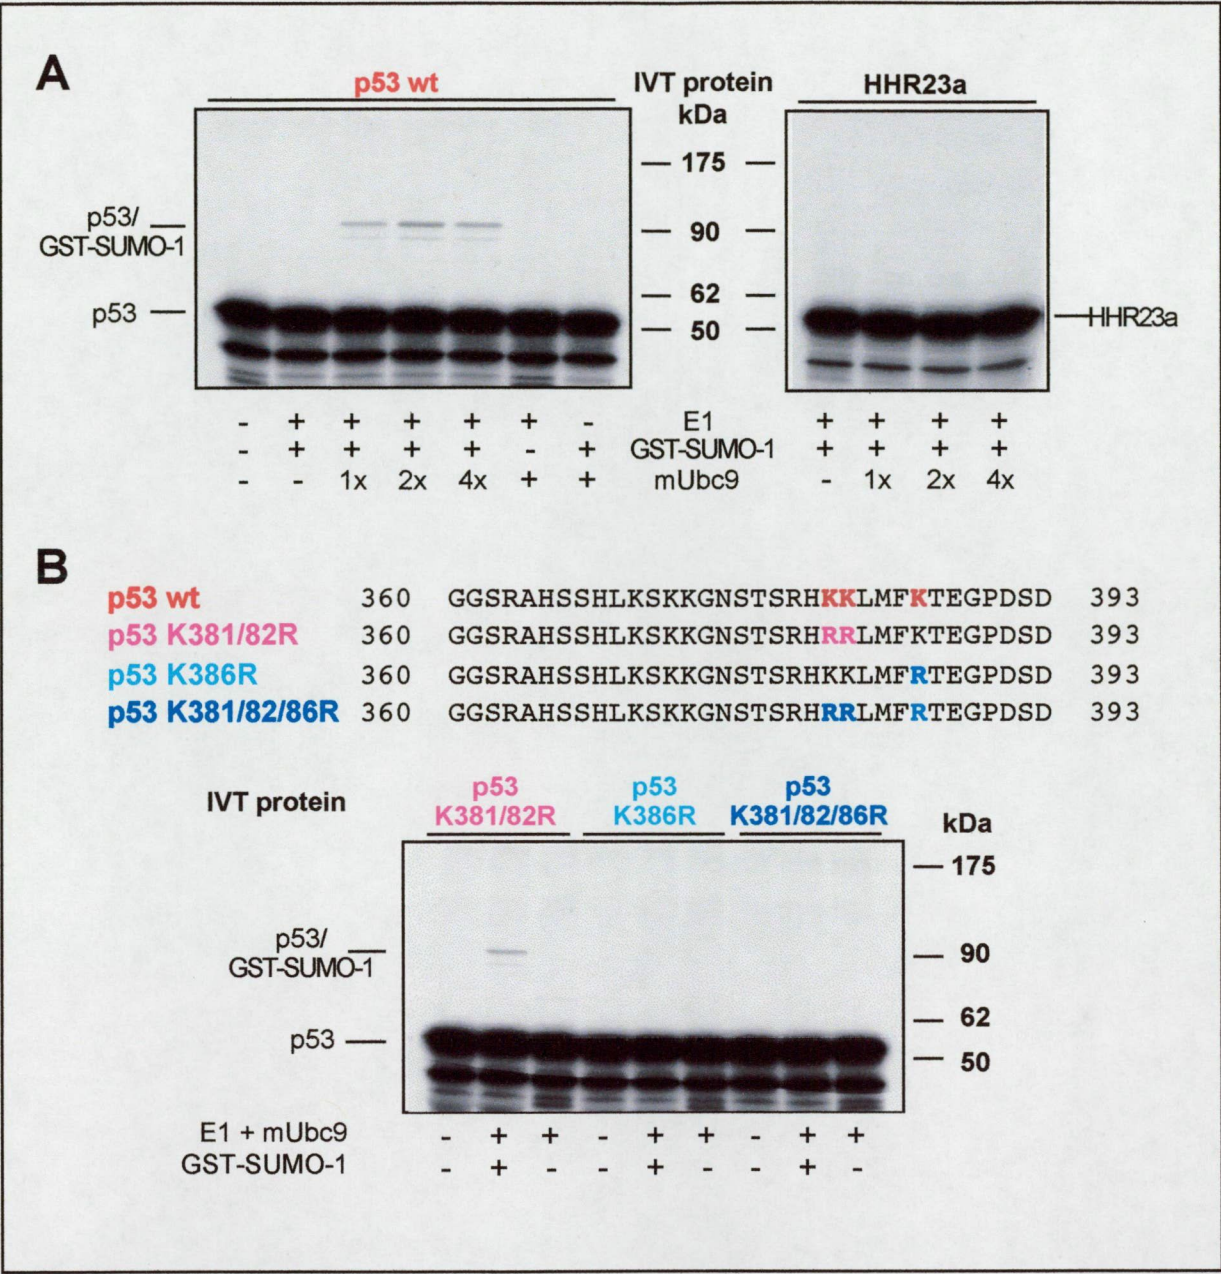 A
p53 wt
IVT protein
kDa
HHR23a
175
90
62
50
p53/
GST-SUMO-1
p53
HHR23a
- + + + + + - E1 + + + +
- + + + + - + GST-SUMO-1 + + + +
- - 1x 2x 4x + + mUbc9 - 1x 2x 4x
B
p53 wt 360 GGSRAHSSHLKSKKGNSTSRHKKLMFKTEGPDSD 393
p53 K381/82R 360 GGSRAHSSHLKSKKGNSTSRHRRLMFKTEGPDSD 393
p53 K386R 360 GGSRAHSSHLKSKKGNSTSRHKKLMFRTEGPDSD 393
p53 K381/82/86R 360 GGSRAHSSHLKSKKGNSTSRHRRLMFRTEGPDSD 393
IVT protein
p53
K381/82R
p53
K386R
p53
K381/82/86R
kDa
175
90
62
50
p53/
GST-SUMO-1
p53
E1 + mUbc9 - + + - + + - + +
GST-SUMO-1 - + - - + - - + -